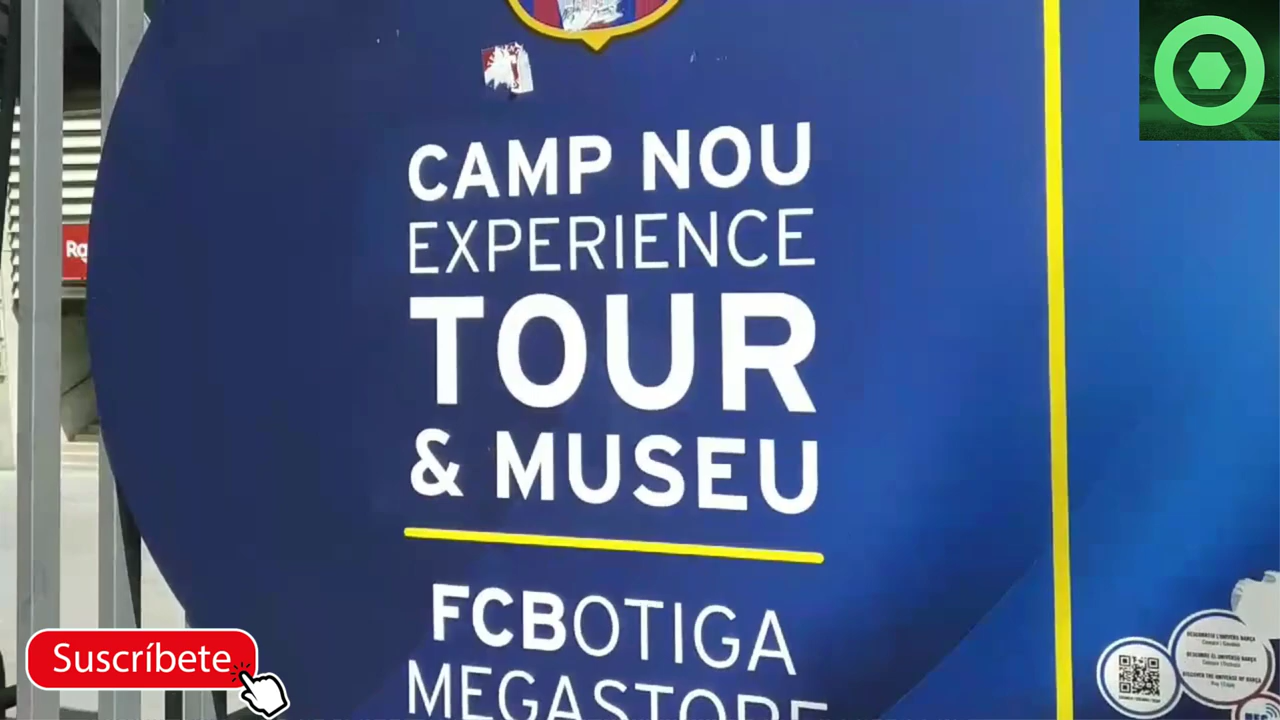 CAMP NOU
EXPERIENCE
TOUR
& MUSEU
FCBOTIGA
MEGASTORE
Suscríbete